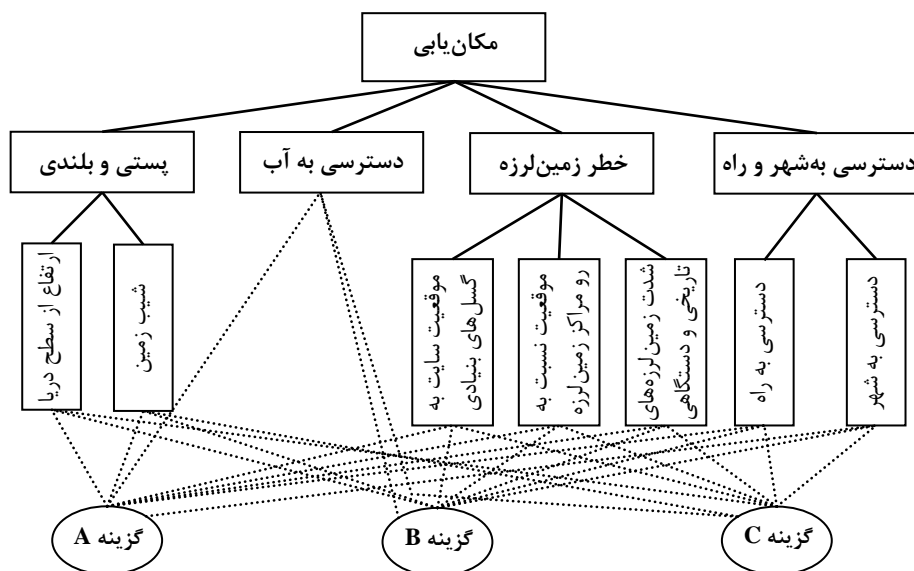 مکان‌یابی
دسترسی به‌شهر و راه
خطر زمین‌لرزه
دسترسی به آب
پستی و بلندی
دسترسی به شهر
دسترسی به راه
شدت زمین‌لرزه‌های
تاریخی و دستگاهی
موقعیت نسبت به
رو مراکز زمین‌لرزه
موقعیت سایت به
گسل‌های بنیادی
شیب زمین
ارتفاع از سطح دریا
گزینه C
گزینه B
گزینه A